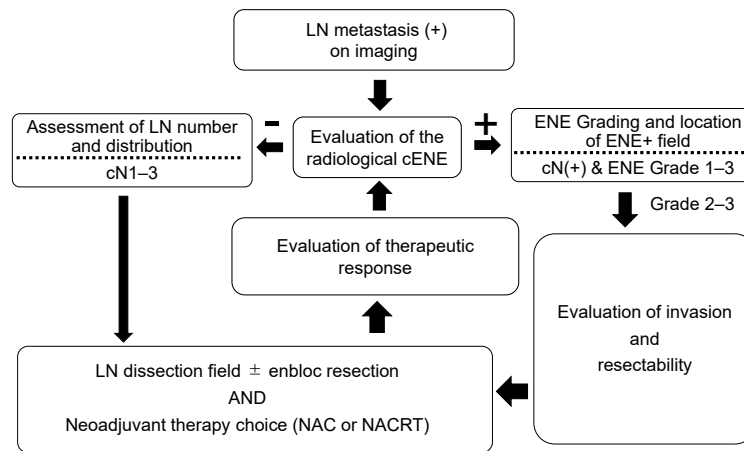 LN metastasis (+)
on imaging
−
+
Assessment of LN number
and distribution
cN1–3
Evaluation of the
radiological cENE
ENE Grading and location
of ENE+ field
cN(+) & ENE Grade 1–3
Grade 2–3
Evaluation of therapeutic
response
Evaluation of invasion
and
resectability
LN dissection field ± enbloc resection
AND
Neoadjuvant therapy choice (NAC or NACRT)